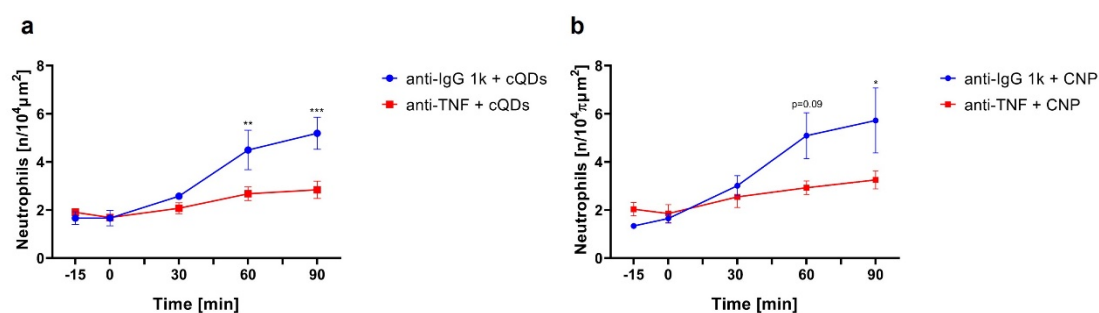 a
Neutrophils [n/10⁴µm²]
8
6
4
2
0
-15 0 30 60 90
Time [min]
** ***
anti-IgG 1k + cQDs
anti-TNF + cQDs
b
Neutrophils [n/10⁴πµm²]
8
6
4
2
0
-15 0 30 60 90
Time [min]
p=0.09 *
anti-IgG 1k + CNP
anti-TNF + CNP